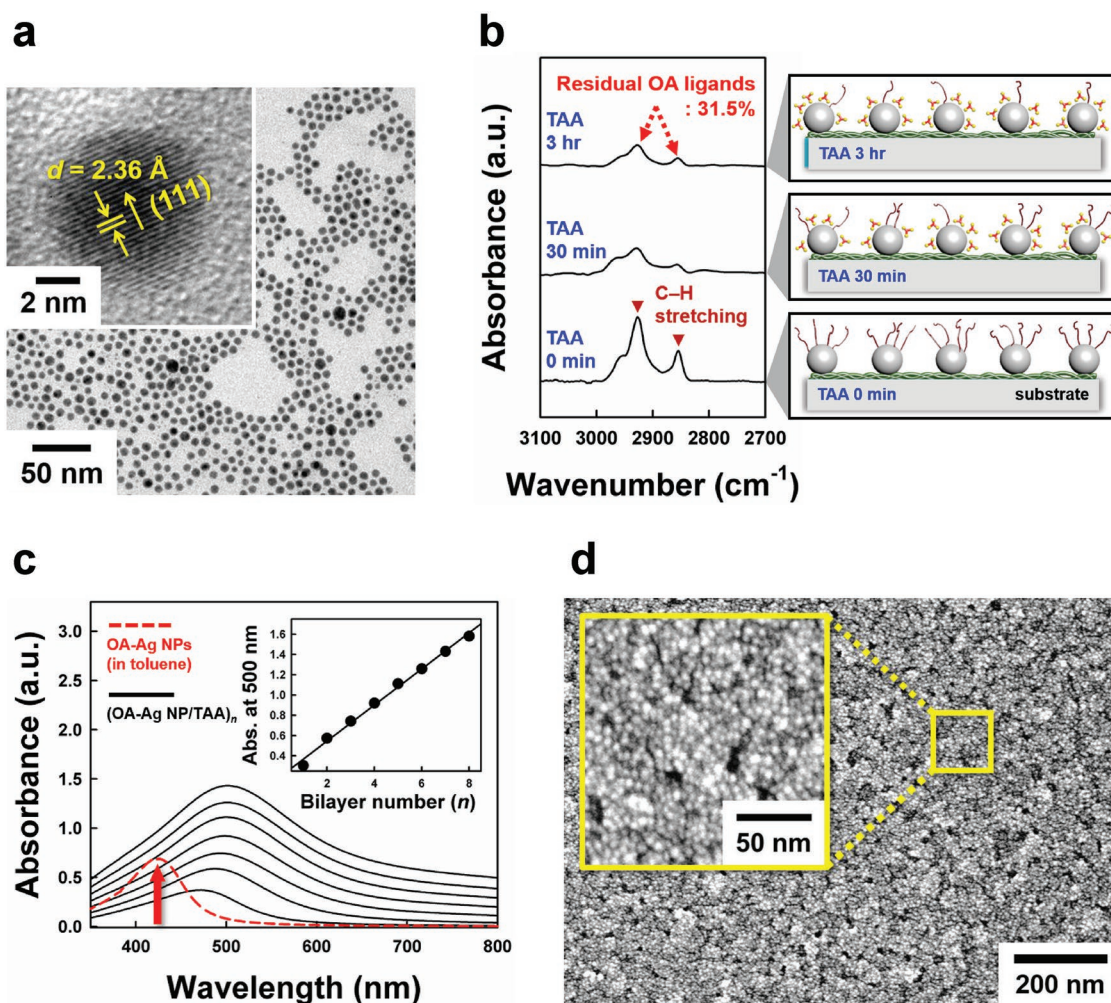 a
d = 2.36 Å
(111)
2 nm
50 nm
b
Absorbance (a.u.)
Residual OA ligands
: 31.5%
TAA
3 hr
TAA
30 min
C–H
stretching
TAA
0 min
3100 3000 2900 2800 2700
Wavenumber (cm⁻¹)
TAA 3 hr
TAA 30 min
TAA 0 min
substrate
c
Absorbance (a.u.)
3.0
2.5
2.0
1.5
1.0
0.5
0.0
OA-Ag NPs
(in toluene)
(OA-Ag NP/TAA)n
Abs. at 500 nm
1.6
1.4
1.2
1.0
0.8
0.6
0.4
2 4 6 8
Bilayer number (n)
400 500 600 700 800
Wavelength (nm)
d
50 nm
200 nm